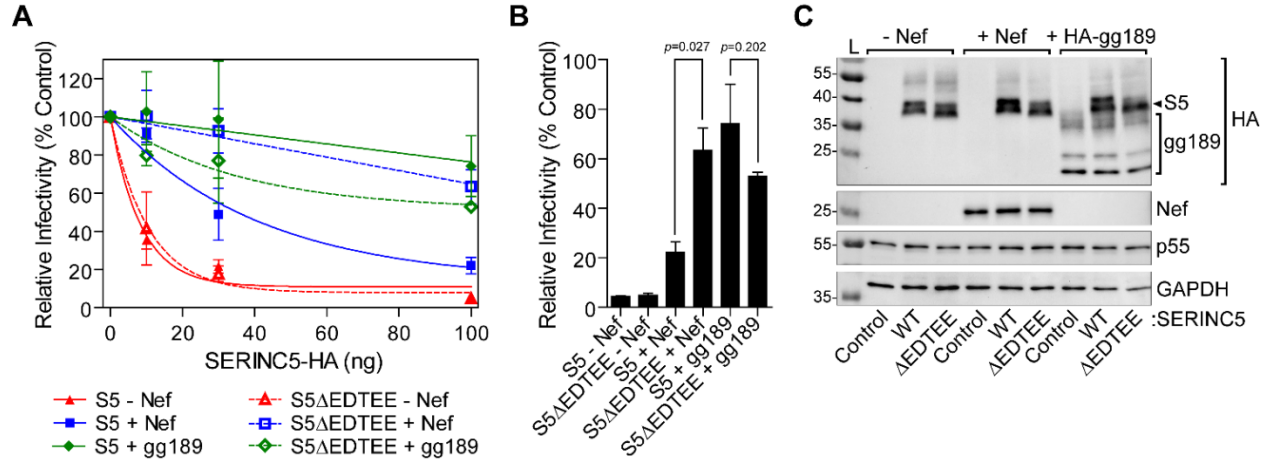 A
Relative Infectivity (% Control)
120
100
80
60
40
20
0
0 20 40 60 80 100
SERINC5-HA (ng)
S5 - Nef
S5 + Nef
S5 + gg189
S5ΔEDTEE - Nef
S5ΔEDTEE + Nef
S5ΔEDTEE + gg189
B
Relative Infectivity (% Control)
100
80
60
40
20
0
p=0.027
p=0.202
S5 - Nef
S5ΔEDTEE - Nef
S5 + Nef
S5ΔEDTEE + Nef
S5 + gg189
S5ΔEDTEE + gg189
C
L - Nef + Nef + HA-gg189
55-
40-
35-
25-
S5
gg189
HA
25-
Nef
55-
p55
35-
GAPDH
Control WT ΔEDTEE Control WT ΔEDTEE Control WT ΔEDTEE :SERINC5